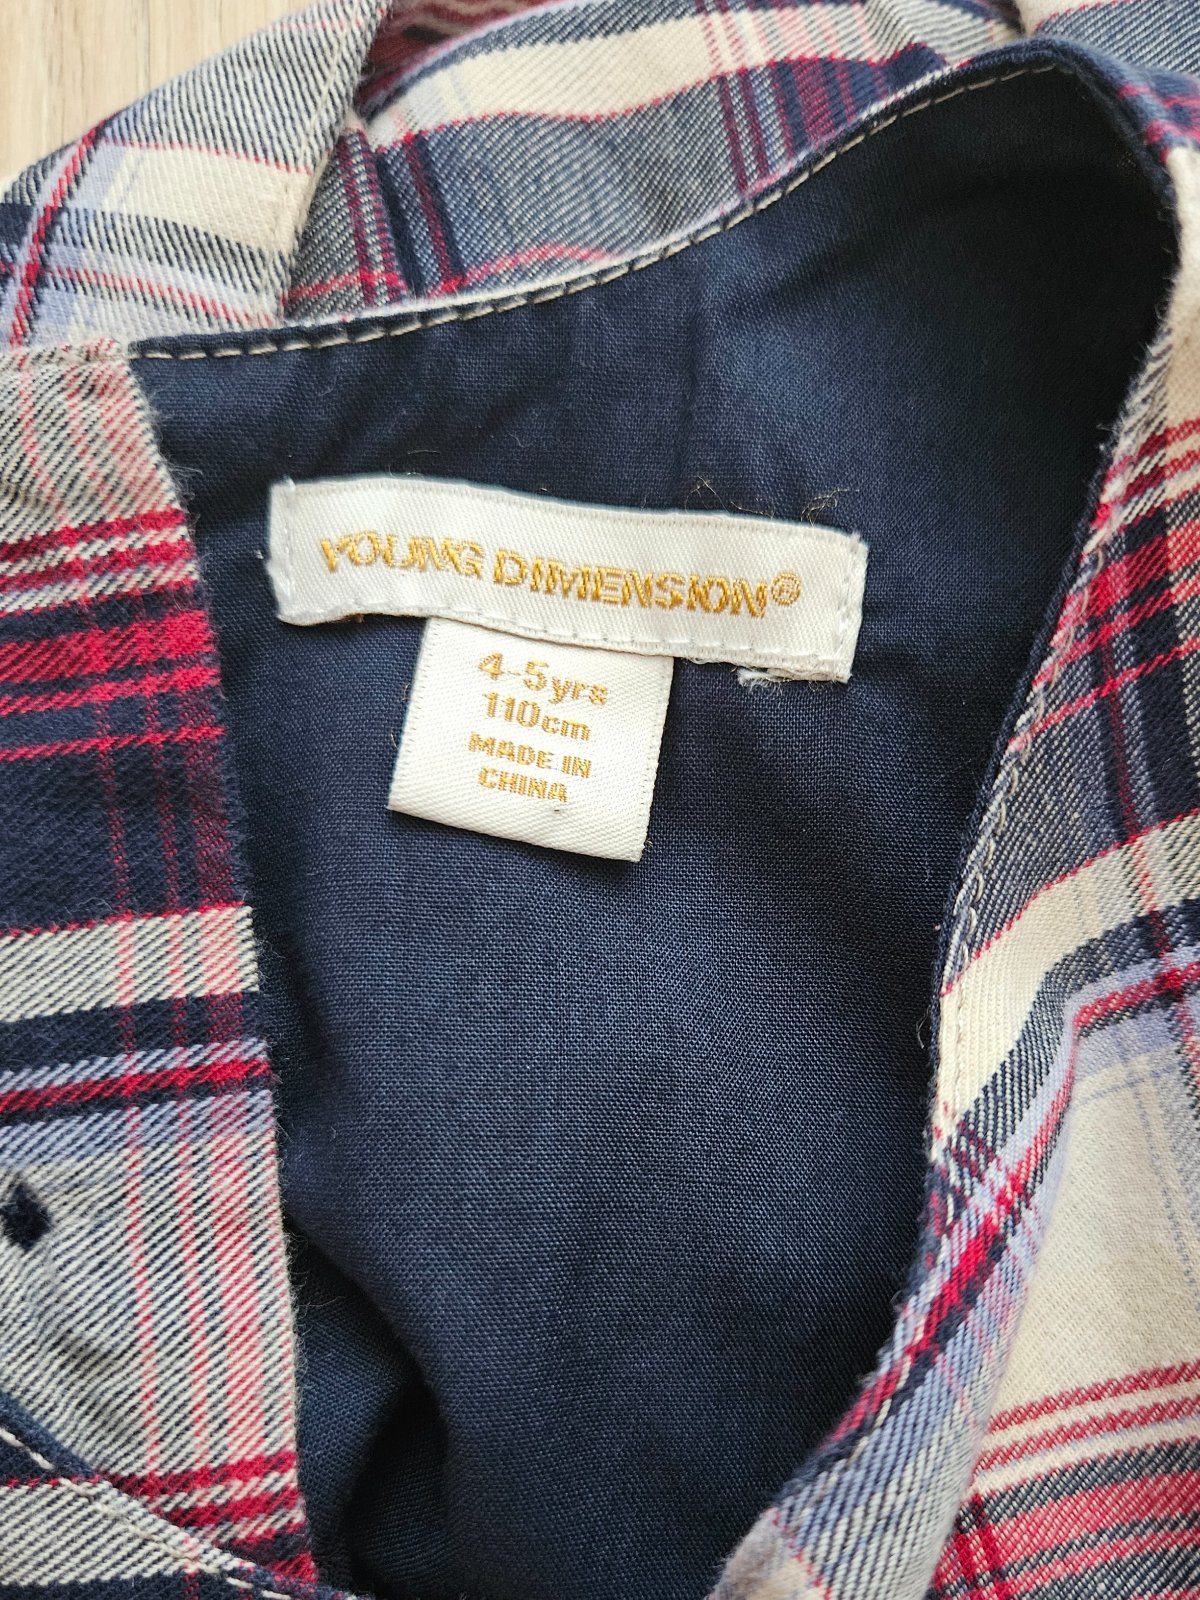 YOUNG DIMENSION®
4-5yrs
110cm
MADE IN
CHINA